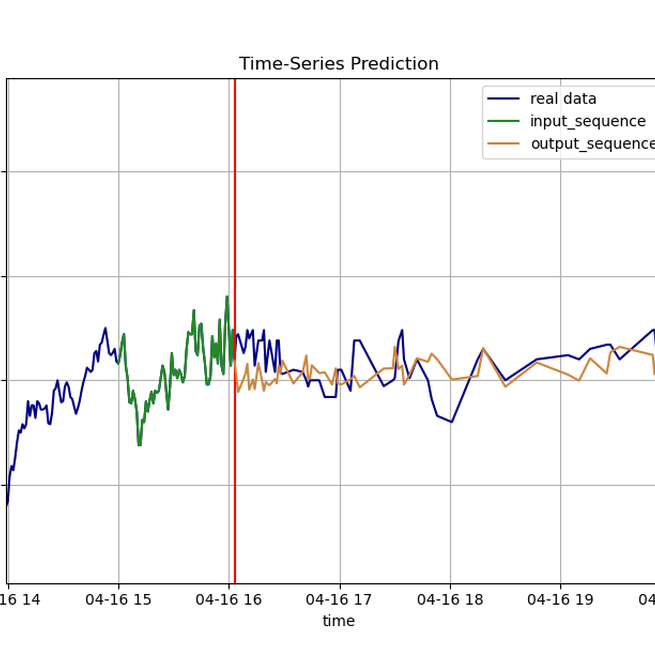 Time-Series Prediction
real data
input_sequence
output_sequence
16 14
04-16 15
04-16 16
04-16 17
04-16 18
04-16 19
04
time